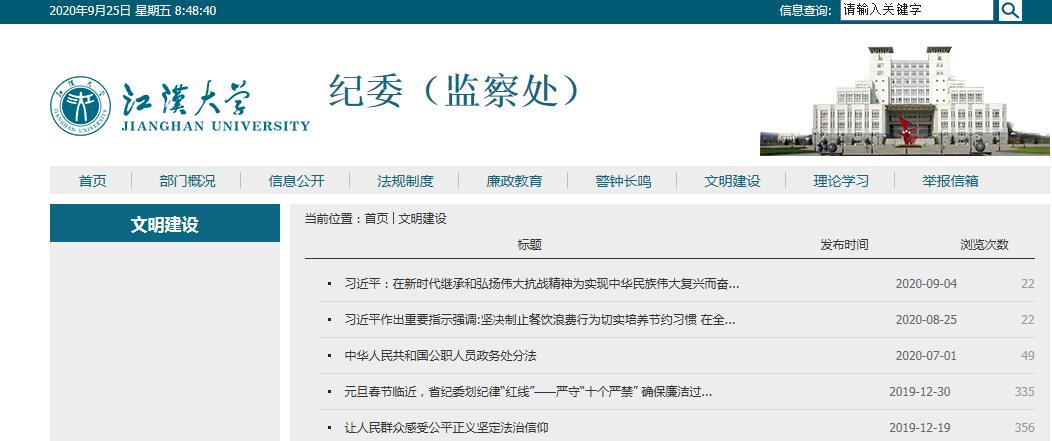 2020年9月25日 星期五 8:48:40 信息查询: 请输入关键字
江漢大学
JIANGHAN UNIVERSITY
纪委（监察处）
首页 部门概况 信息公开 法规制度 廉政教育 警钟长鸣 文明建设 理论学习 举报信箱
文明建设
当前位置：首页 | 文明建设
标题 发布时间 浏览次数
习近平：在新时代继承和弘扬伟大抗战精神为实现中华民族伟大复兴而奋... 2020-09-04 22
习近平作出重要指示强调:坚决制止餐饮浪费行为切实培养节约习惯 在全... 2020-08-25 22
中华人民共和国公职人员政务处分法 2020-07-01 49
元旦春节临近，省纪委划纪律“红线”——严守“十个严禁” 确保廉洁过... 2019-12-30 335
让人民群众感受公平正义坚定法治信仰 2019-12-19 356